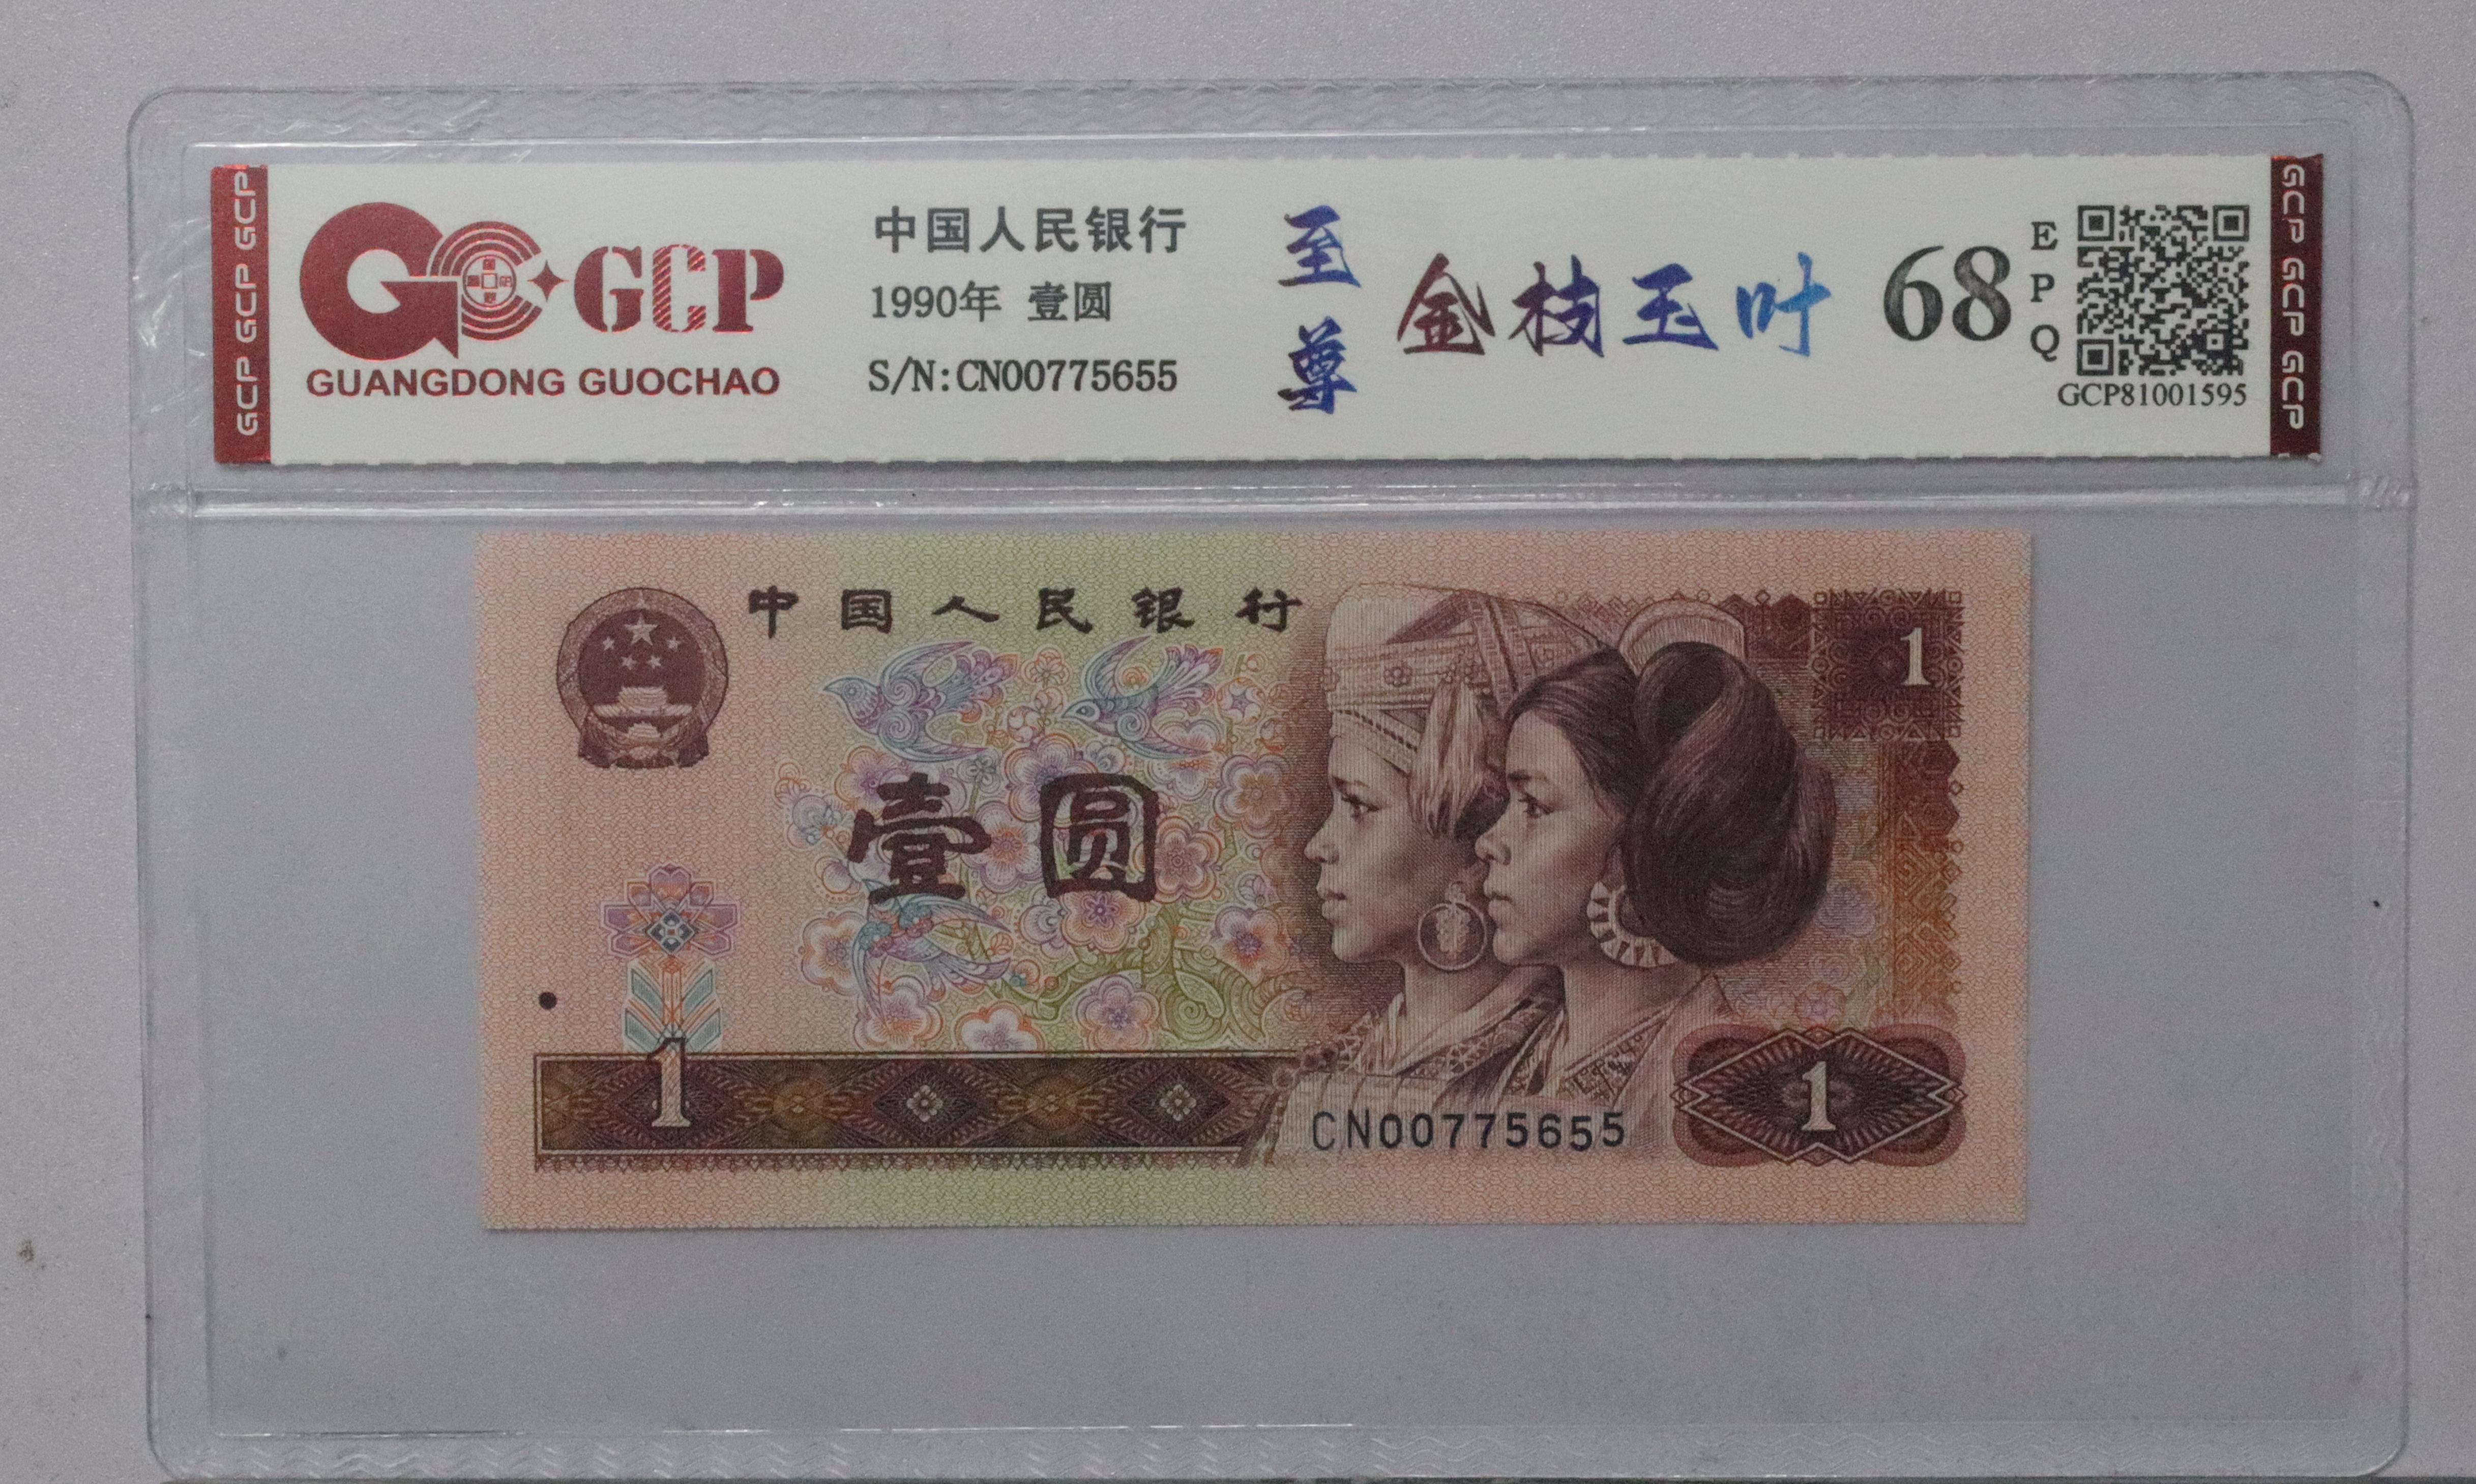 GCP GCP GCP
GCP
GUANGDONG GUOCHAO
中国人民银行
1990年 壹圆
S/N:CN00775655
至尊
金枝玉叶
68
EPQ
GCP81001595
GCP GCP GCP
中国人民银行
1
壹圆
1
CN00775655
1